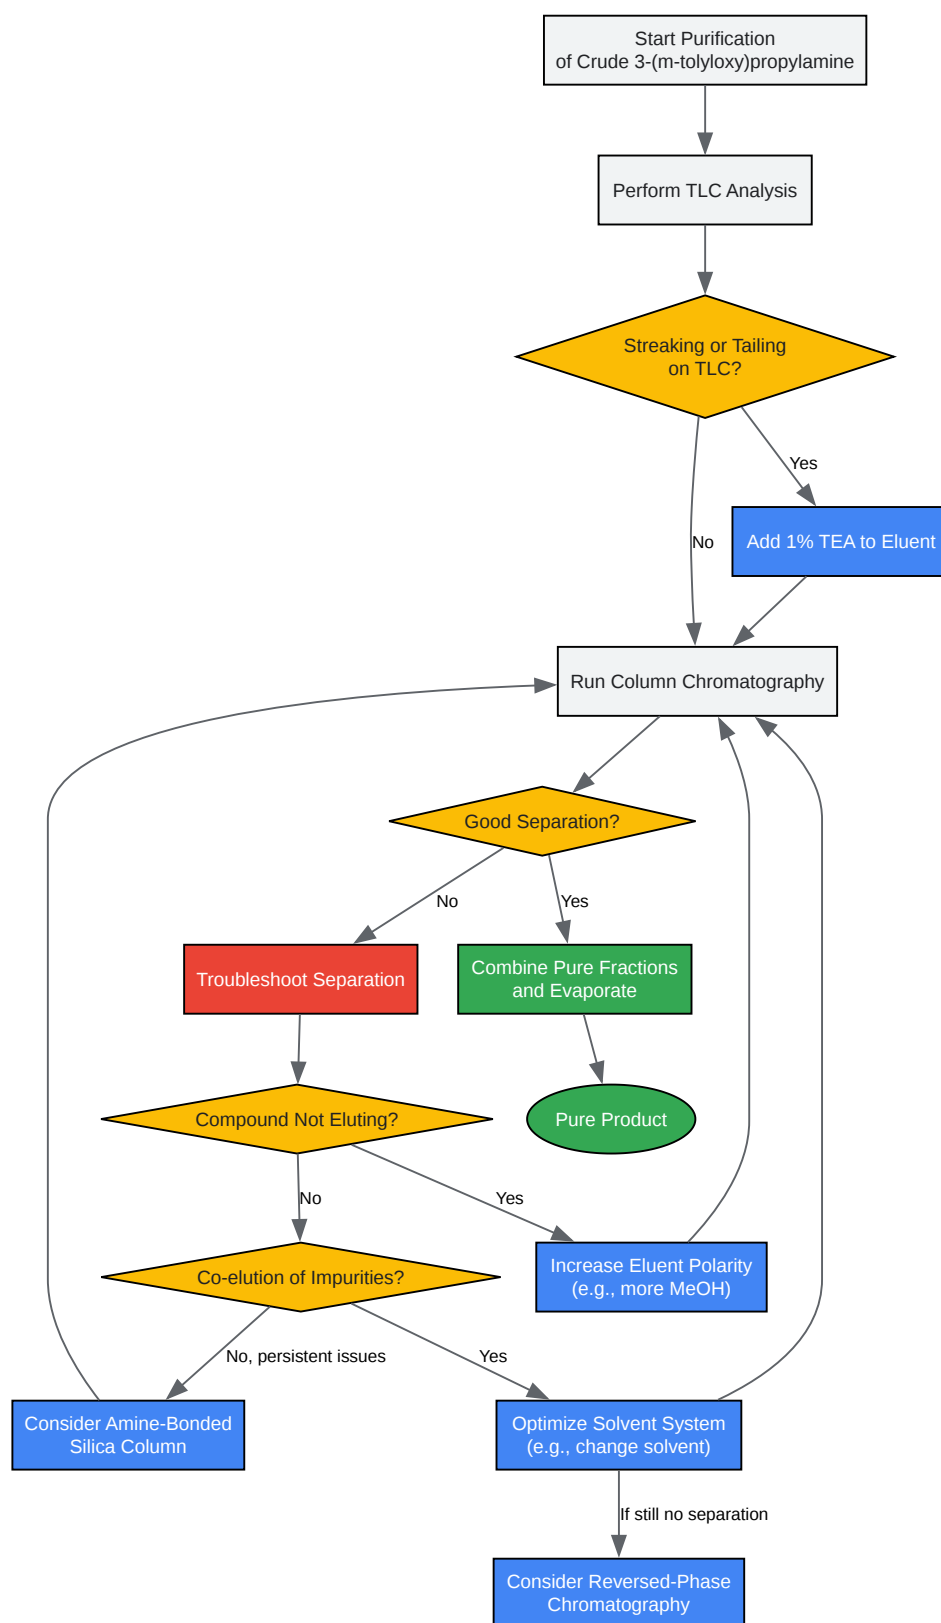 Start Purification
of Crude 3-(m-tolyloxy)propylamine
Perform TLC Analysis
Streaking or Tailing
on TLC?
Yes
No
Add 1% TEA to Eluent
Run Column Chromatography
Good Separation?
No
Yes
Troubleshoot Separation
Combine Pure Fractions
and Evaporate
Compound Not Eluting?
Pure Product
No
Yes
Co-elution of Impurities?
Increase Eluent Polarity
(e.g., more MeOH)
No, persistent issues
Yes
Consider Amine-Bonded
Silica Column
Optimize Solvent System
(e.g., change solvent)
If still no separation
Consider Reversed-Phase
Chromatography